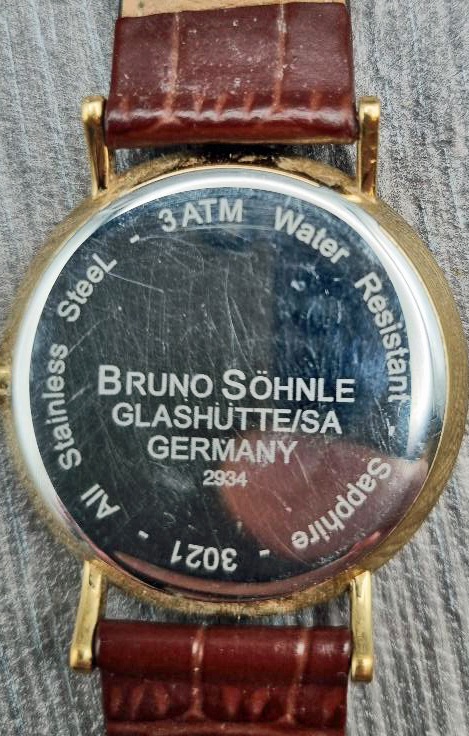 All Stainless Steel - 3 ATM Water Resistant - Sapphire - 3021 -
BRUNO SÖHNLE
GLASHÜTTE/SA
GERMANY
2934